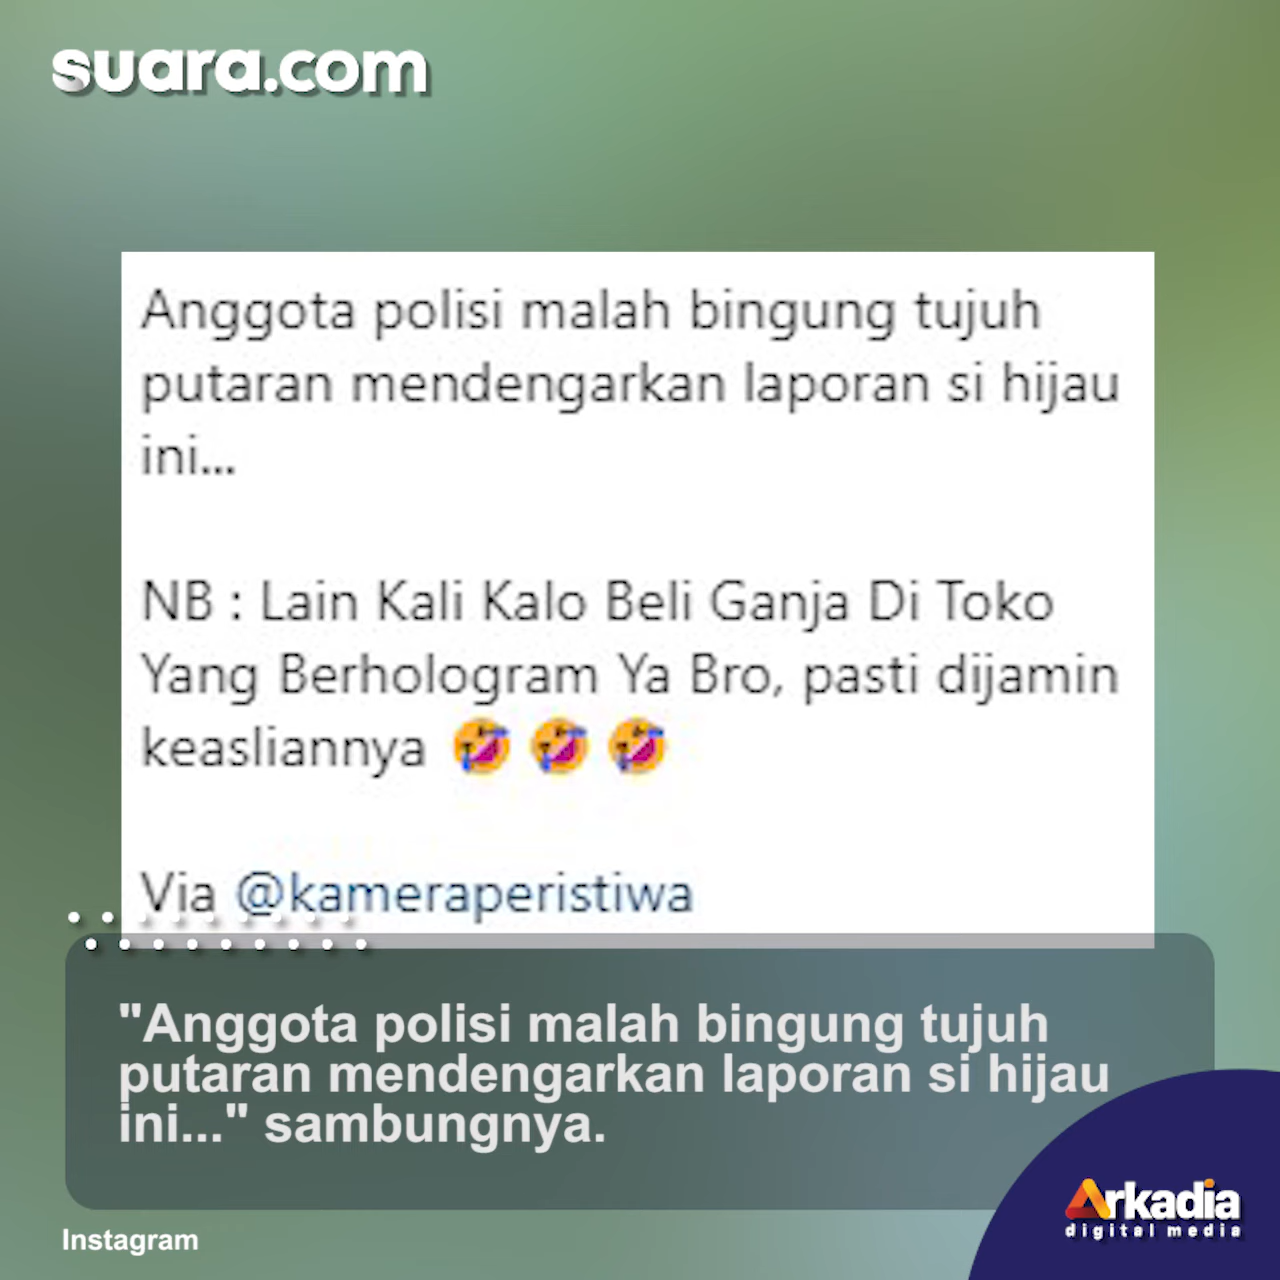 suara.com
Anggota polisi malah bingung tujuh
putaran mendengarkan laporan si hijau
ini...
NB : Lain Kali Kalo Beli Ganja Di Toko
Yang Berhologram Ya Bro, pasti dijamin
keasliannya 🤣 🤣 🤣
Via @kameraperistiwa
"Anggota polisi malah bingung tujuh
putaran mendengarkan laporan si hijau
ini..." sambungnya.
Instagram
Arkadia
digital media